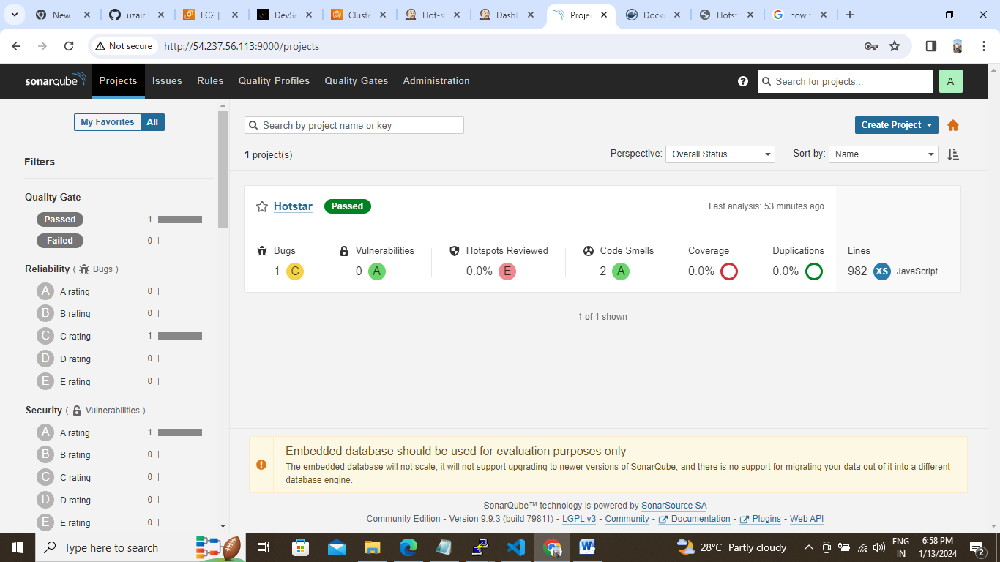 New T
uzair3
EC2 |
DevSe
Cluste
Hot-s
Dashb
Projec
Docke
Hotst
how t
Not secure
http://54.237.56.113:9000/projects
sonarqube
Projects
Issues
Rules
Quality Profiles
Quality Gates
Administration
Search for projects...
A
My Favorites
All
Search by project name or key
Create Project
1 project(s)
Perspective:
Overall Status
Sort by:
Name
Filters
Quality Gate
Passed 1
Failed 0
Reliability ( Bugs )
A A rating 0
B B rating 0
C C rating 1
D D rating 0
E E rating 0
Security ( Vulnerabilities )
A A rating 1
B B rating 0
C C rating 0
D D rating 0
E E rating 0
Hotstar
Passed
Last analysis: 53 minutes ago
Bugs
1 C
Vulnerabilities
0 A
Hotspots Reviewed
0.0% E
Code Smells
2 A
Coverage
0.0%
Duplications
0.0%
Lines
982 XS JavaScript...
1 of 1 shown
Embedded database should be used for evaluation purposes only
The embedded database will not scale, it will not support upgrading to newer versions of SonarQube, and there is no support for migrating your data out of it into a different
database engine.
SonarQube™ technology is powered by SonarSource SA
Community Edition - Version 9.9.3 (build 79811) - LGPL v3 - Community - Documentation - Plugins - Web API
Type here to search
28°C Partly cloudy
ENG
IN
6:58 PM
1/13/2024
2